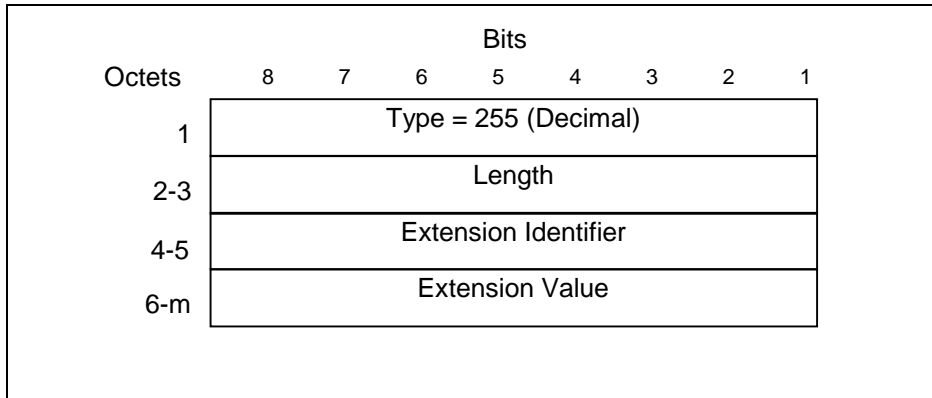 Bits
Octets 8 7 6 5 4 3 2 1
1 Type = 255 (Decimal)
2-3 Length
4-5 Extension Identifier
6-m Extension Value